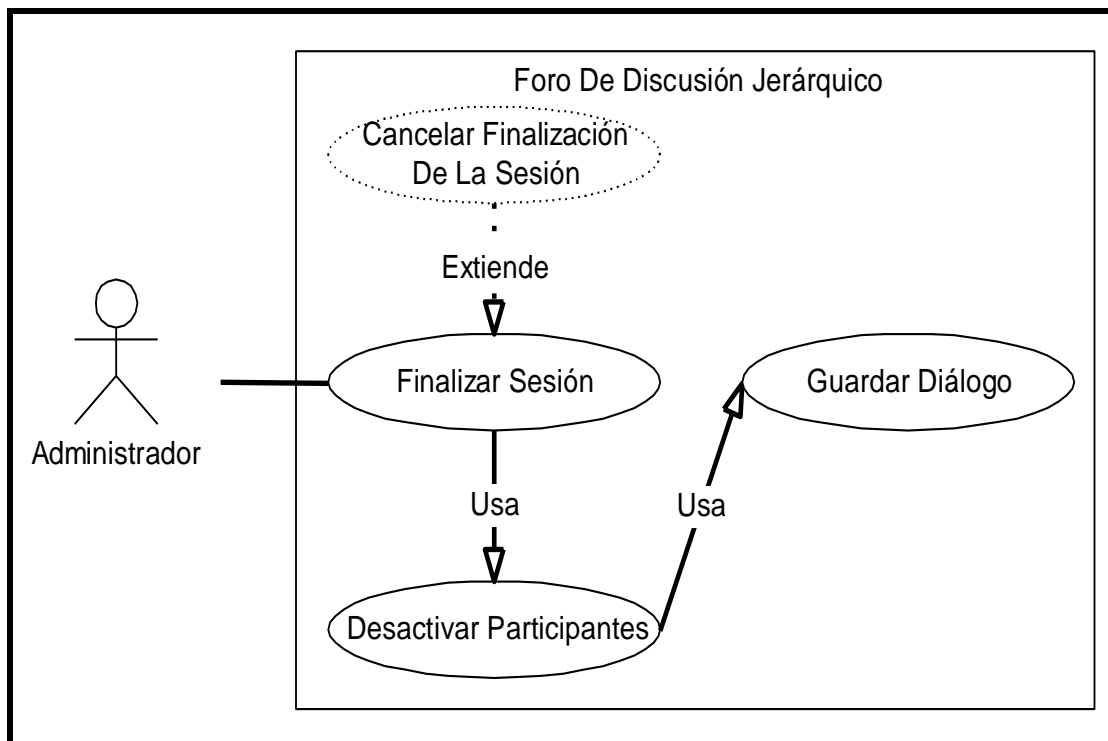 Foro De Discusión Jerárquico
Cancelar Finalización
De La Sesión
Extiende
Finalizar Sesión
Guardar Diálogo
Administrador
Usa
Usa
Desactivar Participantes